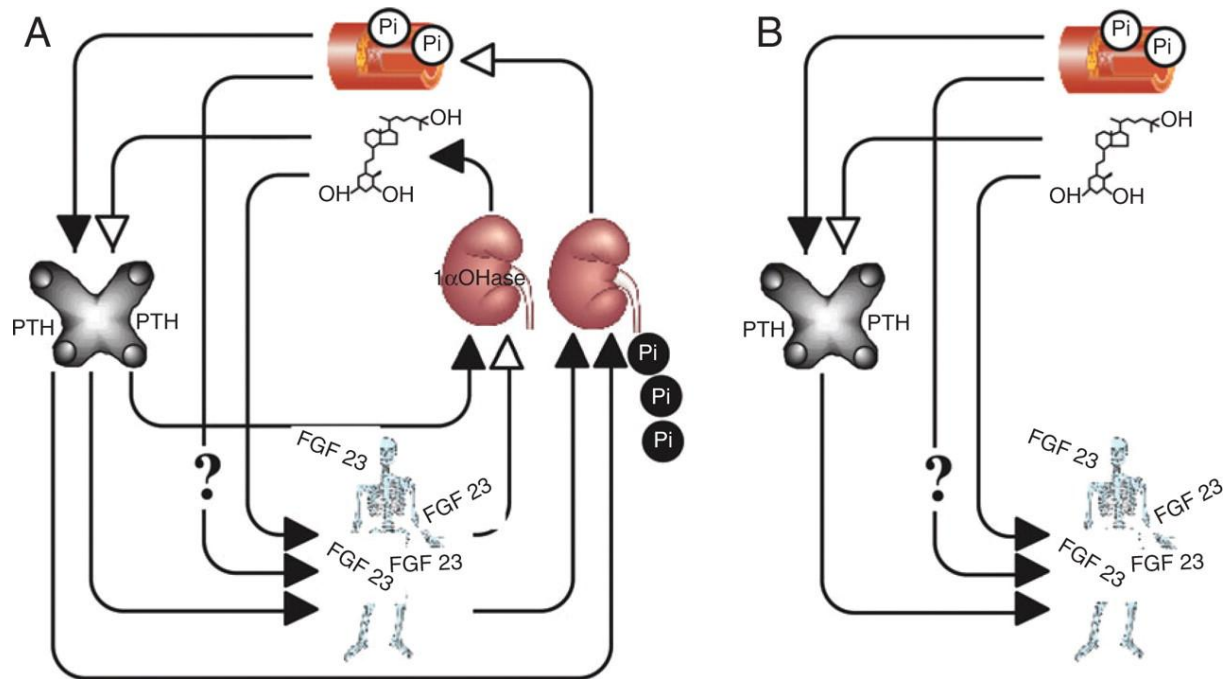 A
Pi
Pi
OH
OH
OH
1αOHase
PTH
PTH
Pi
Pi
Pi
FGF 23
?
FGF 23
FGF 23
FGF 23
B
Pi
Pi
OH
OH
OH
PTH
PTH
FGF 23
?
FGF 23
FGF 23
FGF 23